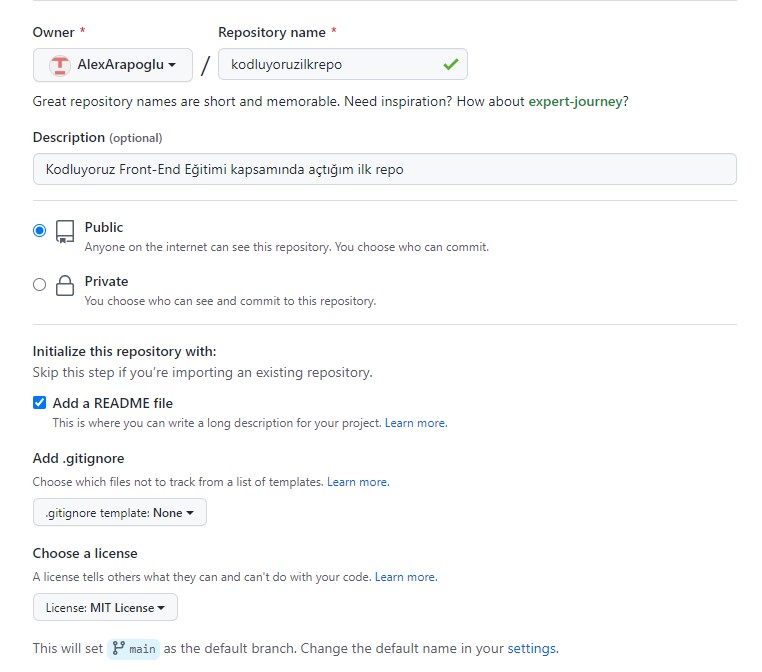 Owner * Repository name *
AlexArapoglu / kodluyoruzilkrepo
Great repository names are short and memorable. Need inspiration? How about expert-journey?
Description (optional)
Kodluyoruz Front-End Eğitimi kapsamında açtığım ilk repo
Public
Anyone on the internet can see this repository. You choose who can commit.
Private
You choose who can see and commit to this repository.
Initialize this repository with:
Skip this step if you're importing an existing repository.
Add a README file
This is where you can write a long description for your project. Learn more.
Add .gitignore
Choose which files not to track from a list of templates. Learn more.
.gitignore template: None
Choose a license
A license tells others what they can and can't do with your code. Learn more.
License: MIT License
This will set main as the default branch. Change the default name in your settings.